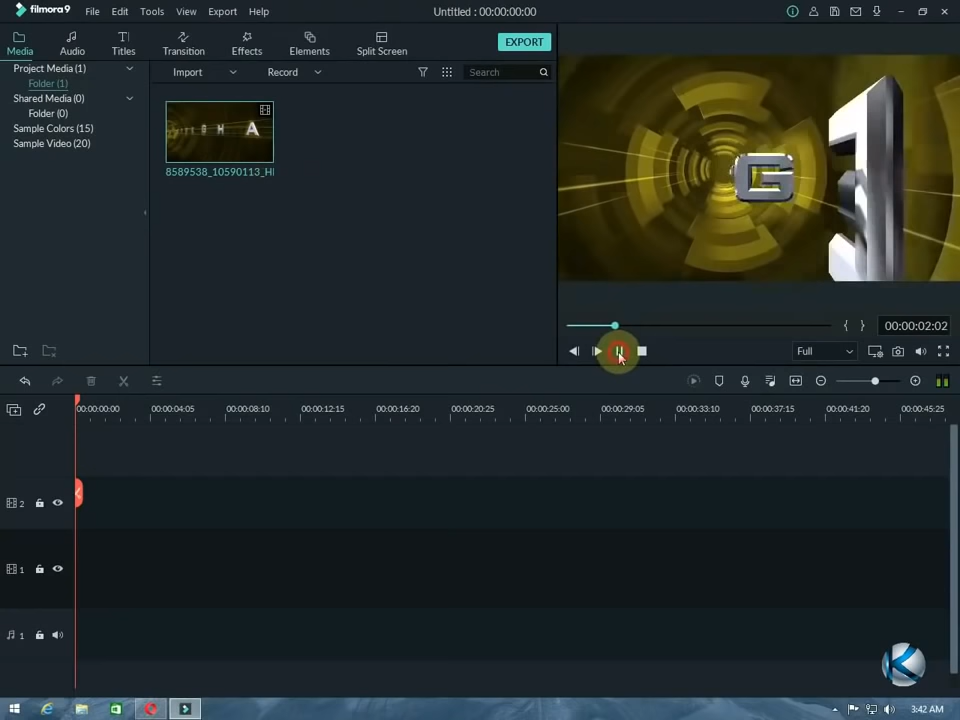 filmora9 File Edit Tools View Export Help Untitled : 00:00:00:00
Media Audio Titles Transition Effects Elements Split Screen EXPORT
Project Media (1)
Folder (1)
Shared Media (0)
Folder (0)
Sample Colors (15)
Sample Video (20)
Import Record Search
A
8589538_10590113_H
G
00:00:02:02
Full
00:00:00:00 00:00:04:05 00:00:08:10 00:00:12:15 00:00:16:20 00:00:20:25 00:00:25:00 00:00:29:05 00:00:33:10 00:00:37:15 00:00:41:20 00:00:45:25
2
1
1
K
3:42 AM